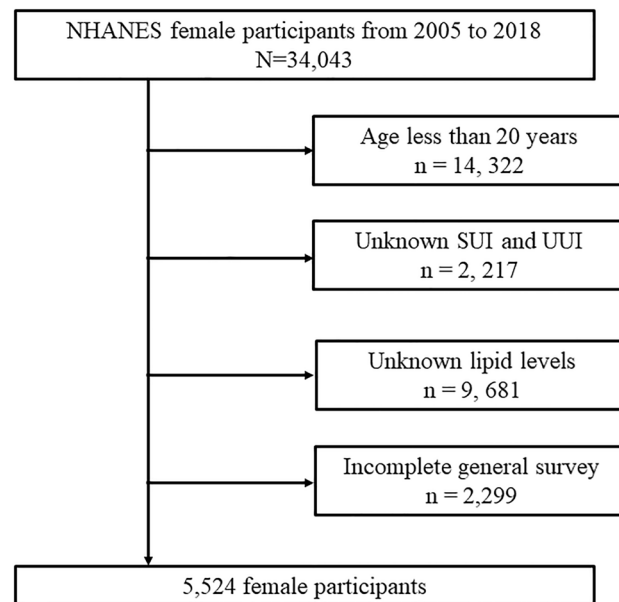 NHANES female participants from 2005 to 2018
N=34,043
Age less than 20 years
n = 14, 322
Unknown SUI and UUI
n = 2, 217
Unknown lipid levels
n = 9, 681
Incomplete general survey
n = 2,299
5,524 female participants